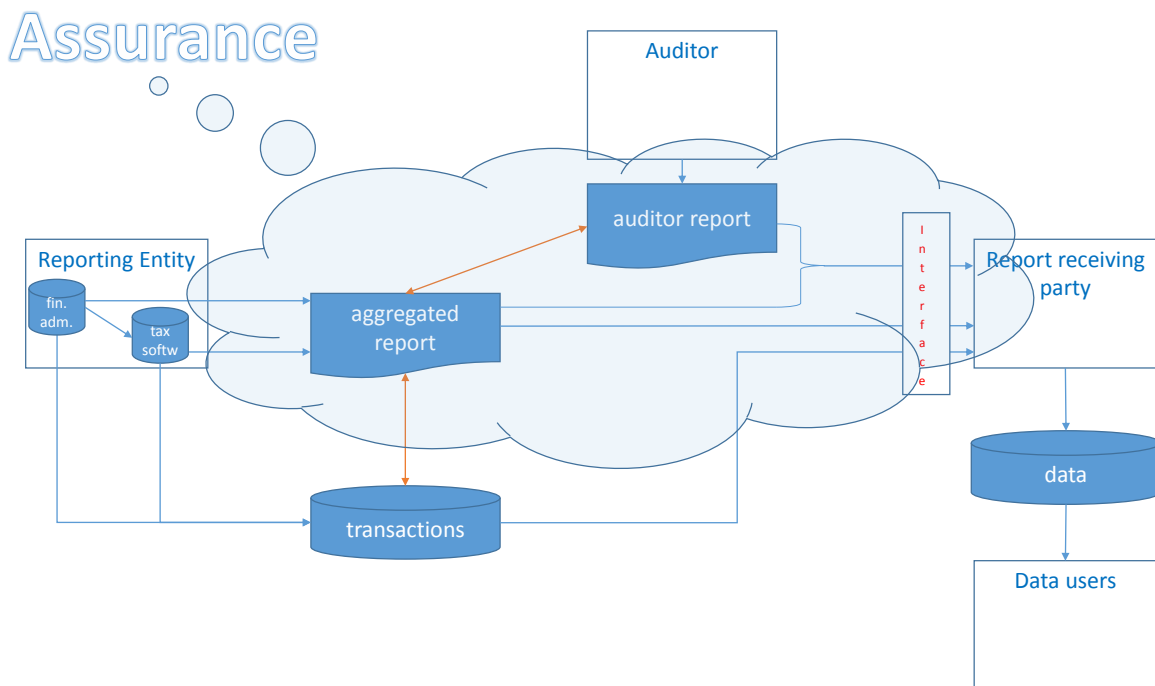 Assurance
Auditor
auditor report
Reporting Entity
fin.
adm.
tax
softw
aggregated
report
Interface
Report receiving
party
transactions
data
Data users